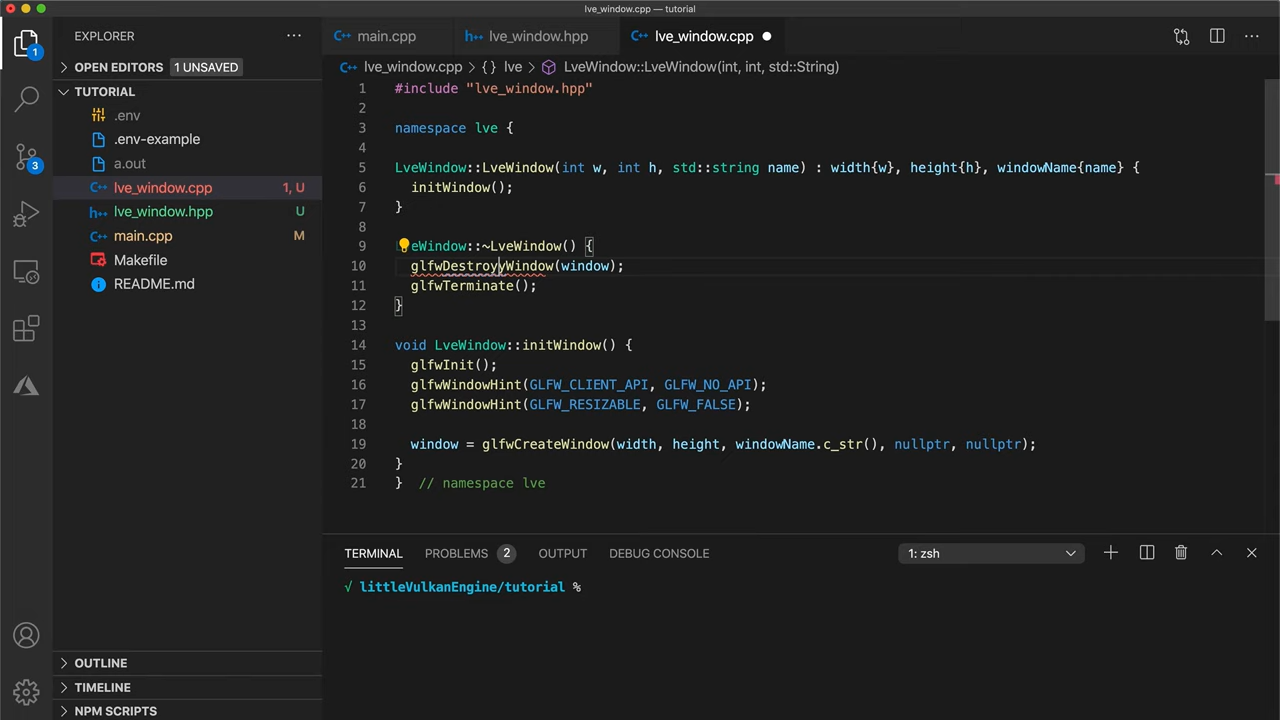 lve_window.cpp — tutorial
EXPLORER
main.cpp
lve_window.hpp
lve_window.cpp
1
OPEN EDITORS 1 UNSAVED
lve_window.cpp > {} lve > LveWindow::LveWindow(int, int, std::String)
TUTORIAL
.env
.env-example
a.out
lve_window.cpp 1, U
lve_window.hpp U
main.cpp M
Makefile
README.md
3
1 #include "lve_window.hpp"
2
3 namespace lve {
4
5 LveWindow::LveWindow(int w, int h, std::string name) : width{w}, height{h}, windowName{name} {
6 initWindow();
7 }
8
9 eWindow::~LveWindow() {
10 glfwDestroyyWindow(window);
11 glfwTerminate();
12 }
13
14 void LveWindow::initWindow() {
15 glfwInit();
16 glfwWindowHint(GLFW_CLIENT_API, GLFW_NO_API);
17 glfwWindowHint(GLFW_RESIZABLE, GLFW_FALSE);
18
19 window = glfwCreateWindow(width, height, windowName.c_str(), nullptr, nullptr);
20 }
21 } // namespace lve
TERMINAL PROBLEMS 2 OUTPUT DEBUG CONSOLE 1: zsh
√ littleVulkanEngine/tutorial %
OUTLINE
TIMELINE
NPM SCRIPTS